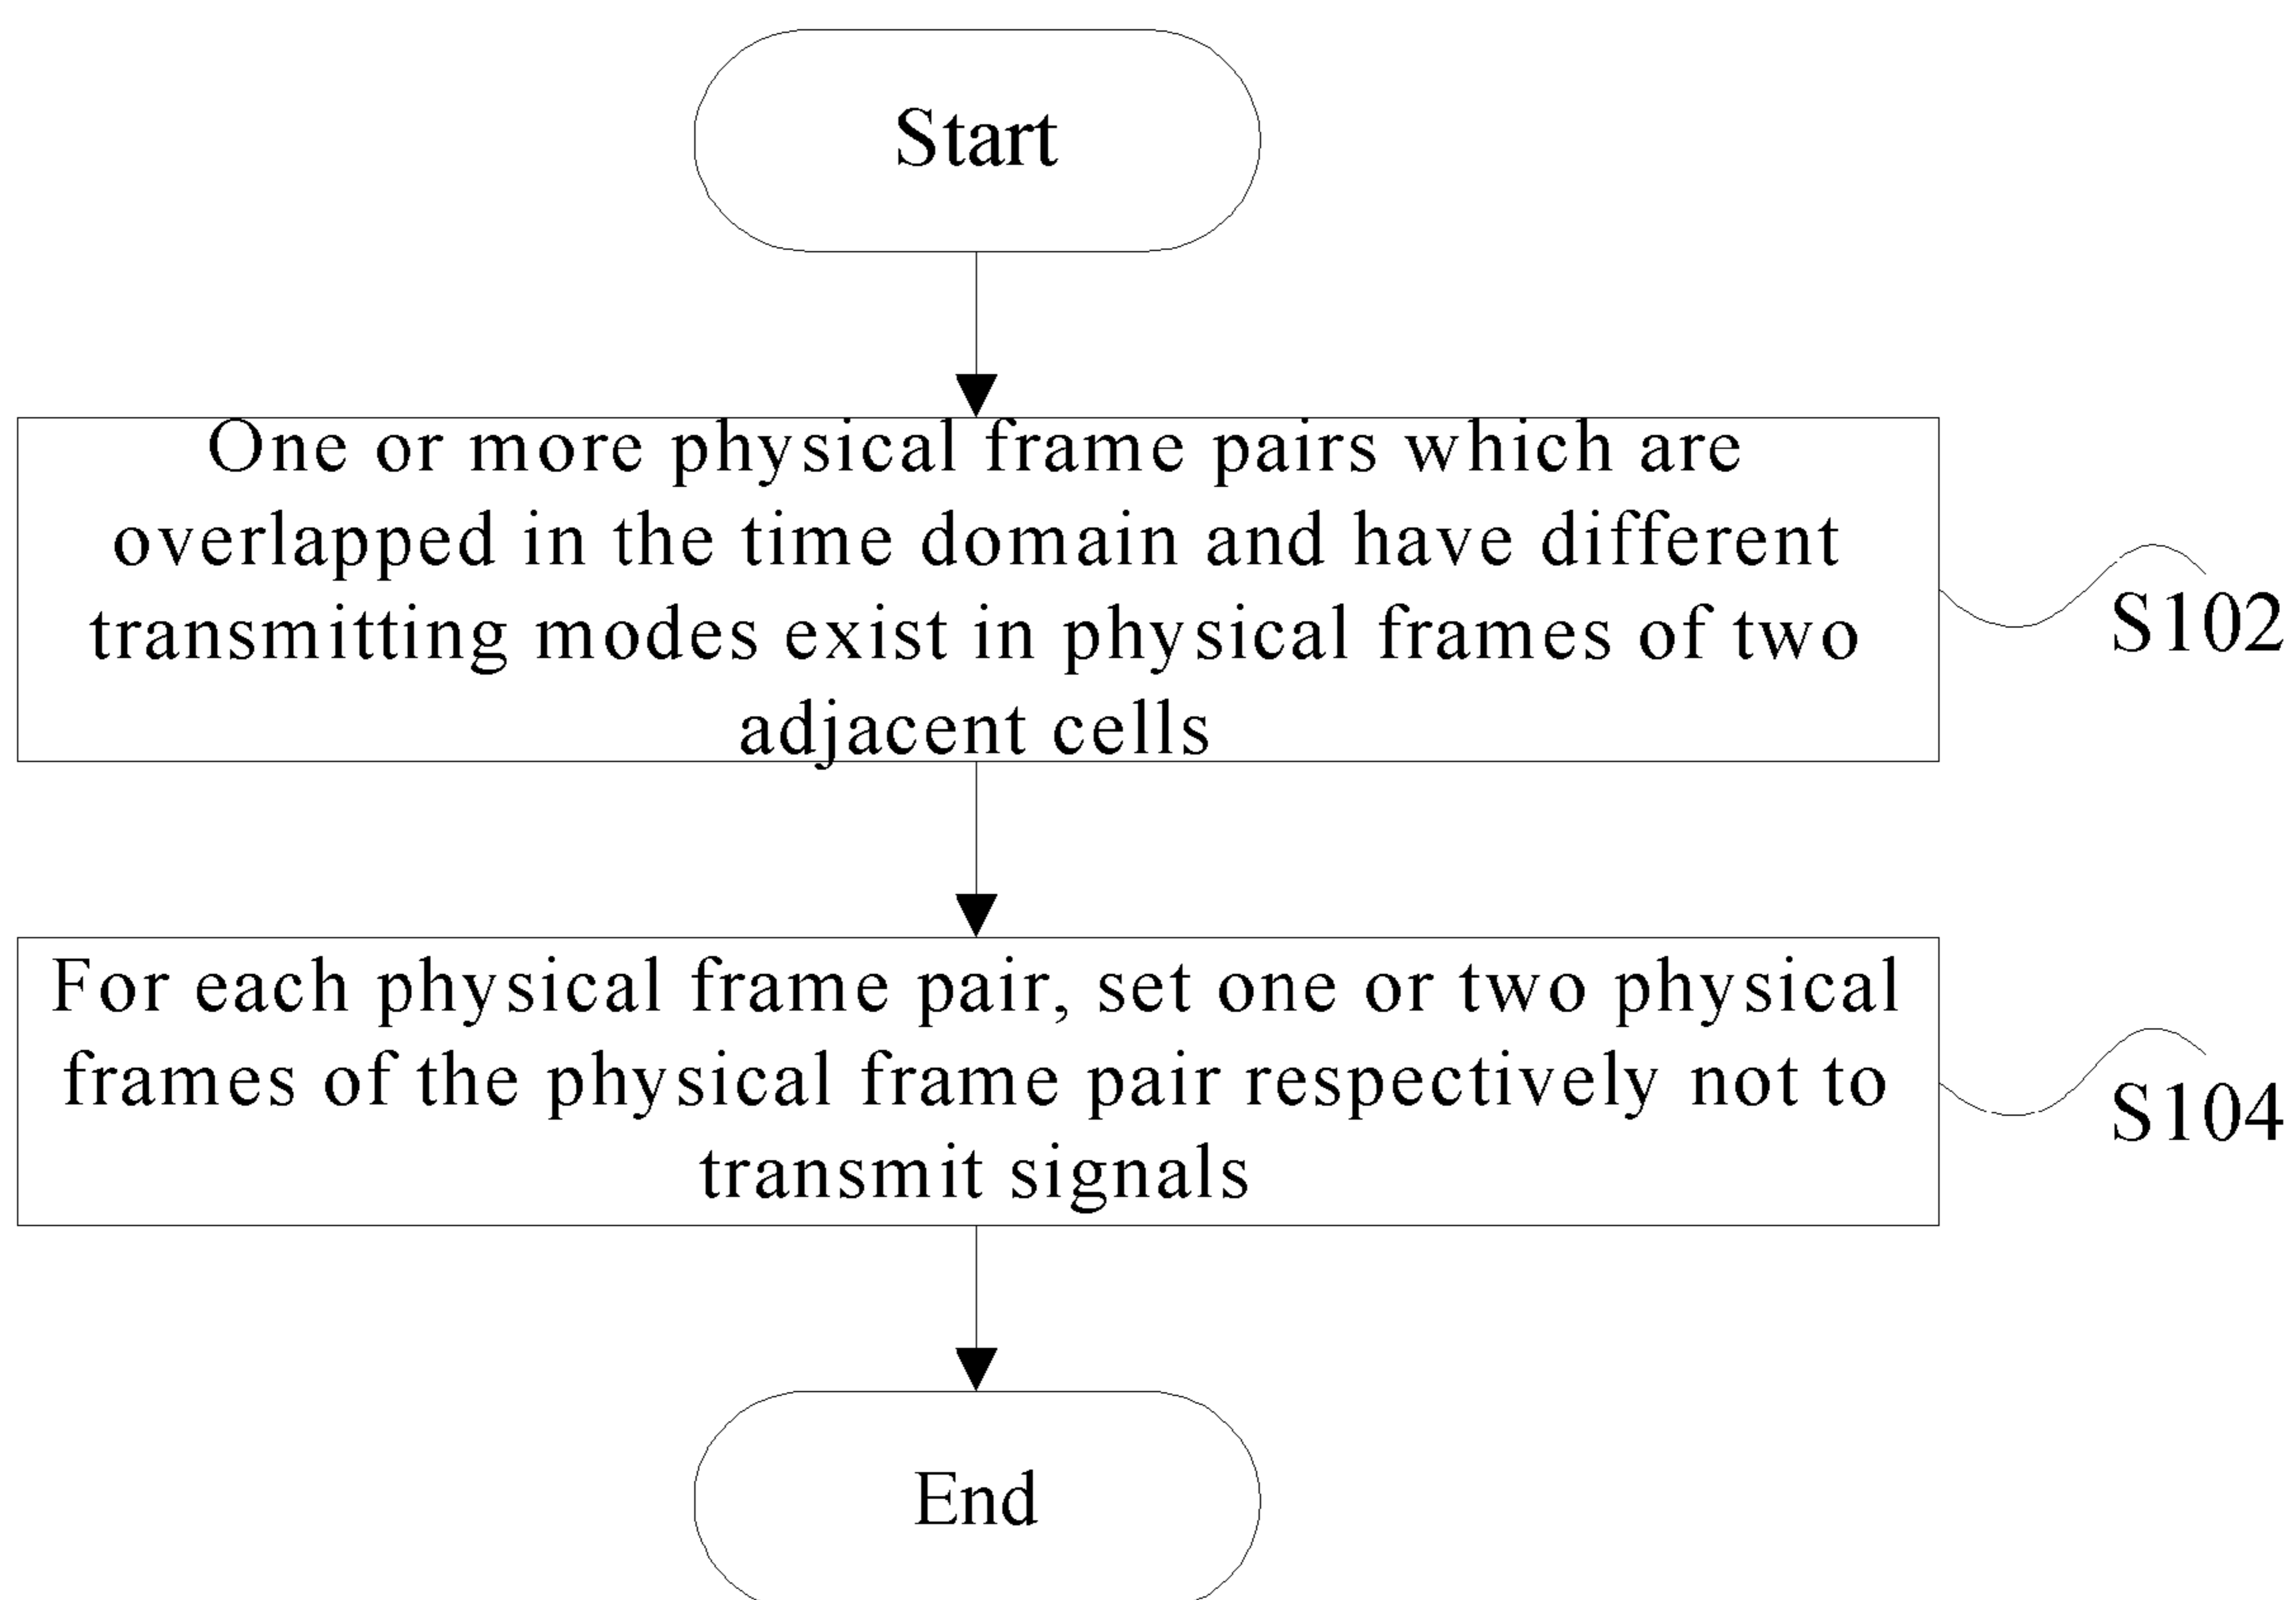 Start
One or more physical frame pairs which are
overlapped in the time domain and have different
transmitting modes exist in physical frames of two
adjacent cells
S102
For each physical frame pair, set one or two physical
frames of the physical frame pair respectively not to
transmit signals
S104
End